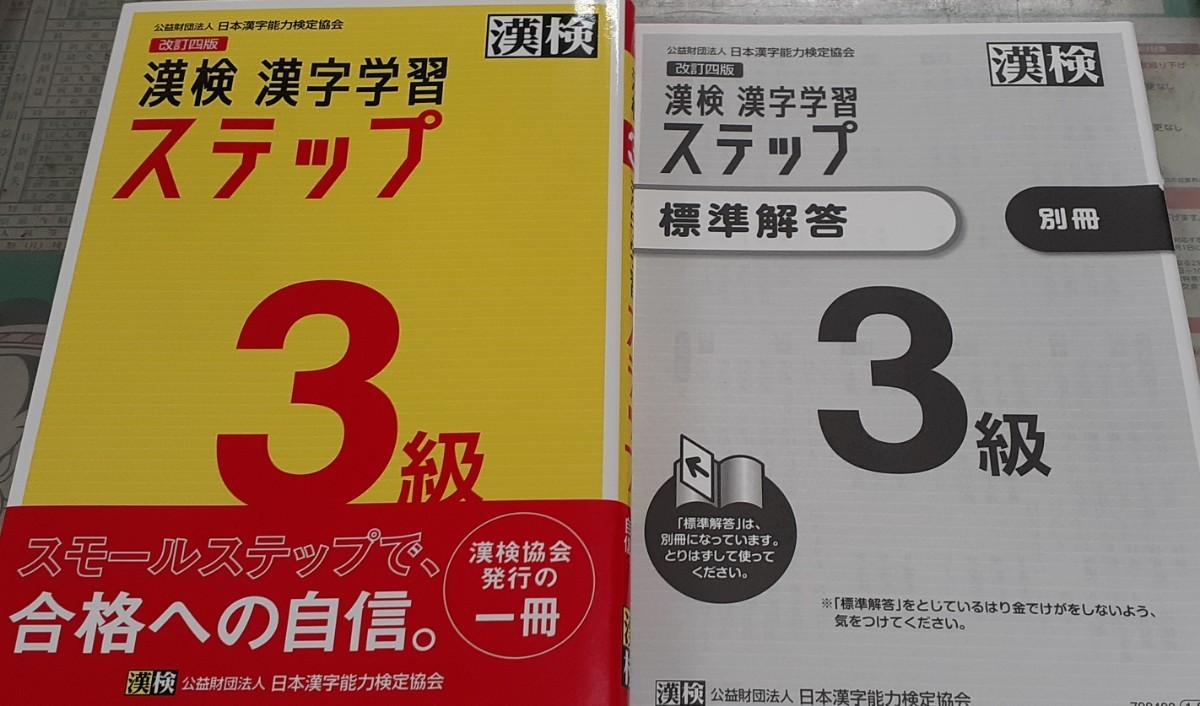 公益財団法人 日本漢字能力検定協会
漢検
改訂四版
漢検 漢字学習
ステップ
3級
スモールステップで、
合格への自信。
漢検協会
発行の
一冊
漢検 公益財団法人 日本漢字能力検定協会
公益財団法人 日本漢字能力検定協会
漢検
改訂四版
漢検 漢字学習
ステップ
標準解答
別冊
3級
「標準解答」は、
別冊になっています。
とりはずして使って
ください。
※「標準解答」をとじているはり金でけがをしないよう、
気をつけてください。
漢検 公益財団法人 日本漢字能力検定協会